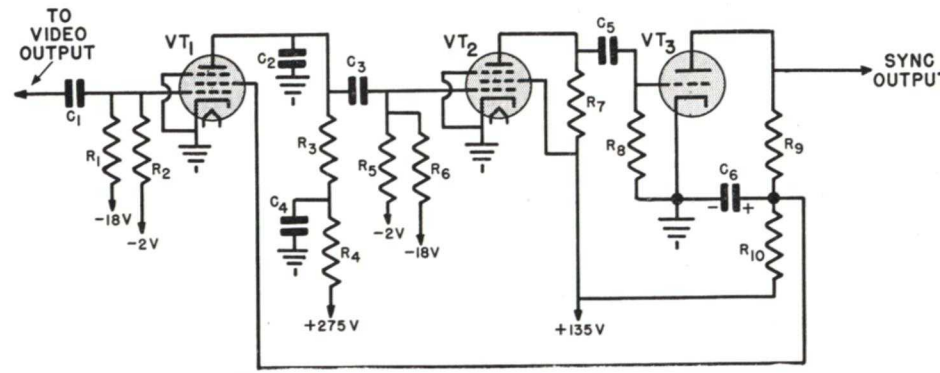 TO
VIDEO
OUTPUT
VT1
C1
R1
R2
-18V
-2V
C2
C3
R3
C4
R4
+275V
VT2
R5
R6
-2V
-18V
C5
R7
+135V
VT3
R8
C6
- +
R9
R10
SYNC
OUTPUT